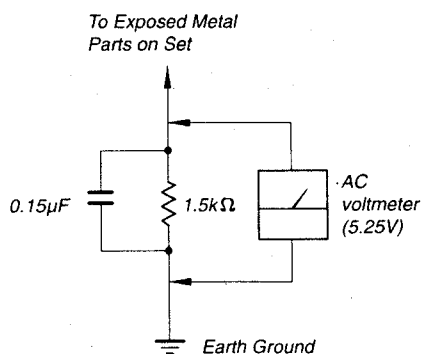 To Exposed Metal
Parts on Set
0.15µF
1.5kΩ
AC
voltmeter
(5.25V)
Earth Ground